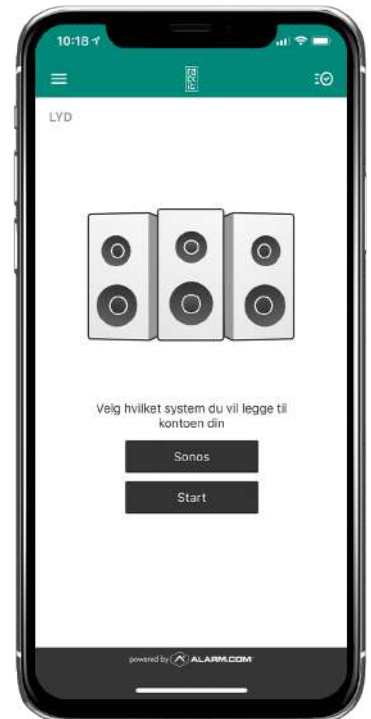 10:18
LYD
Velg hvilket system du vil legge til
kontoen din
Sonos
Start
powered by ALARM.COM